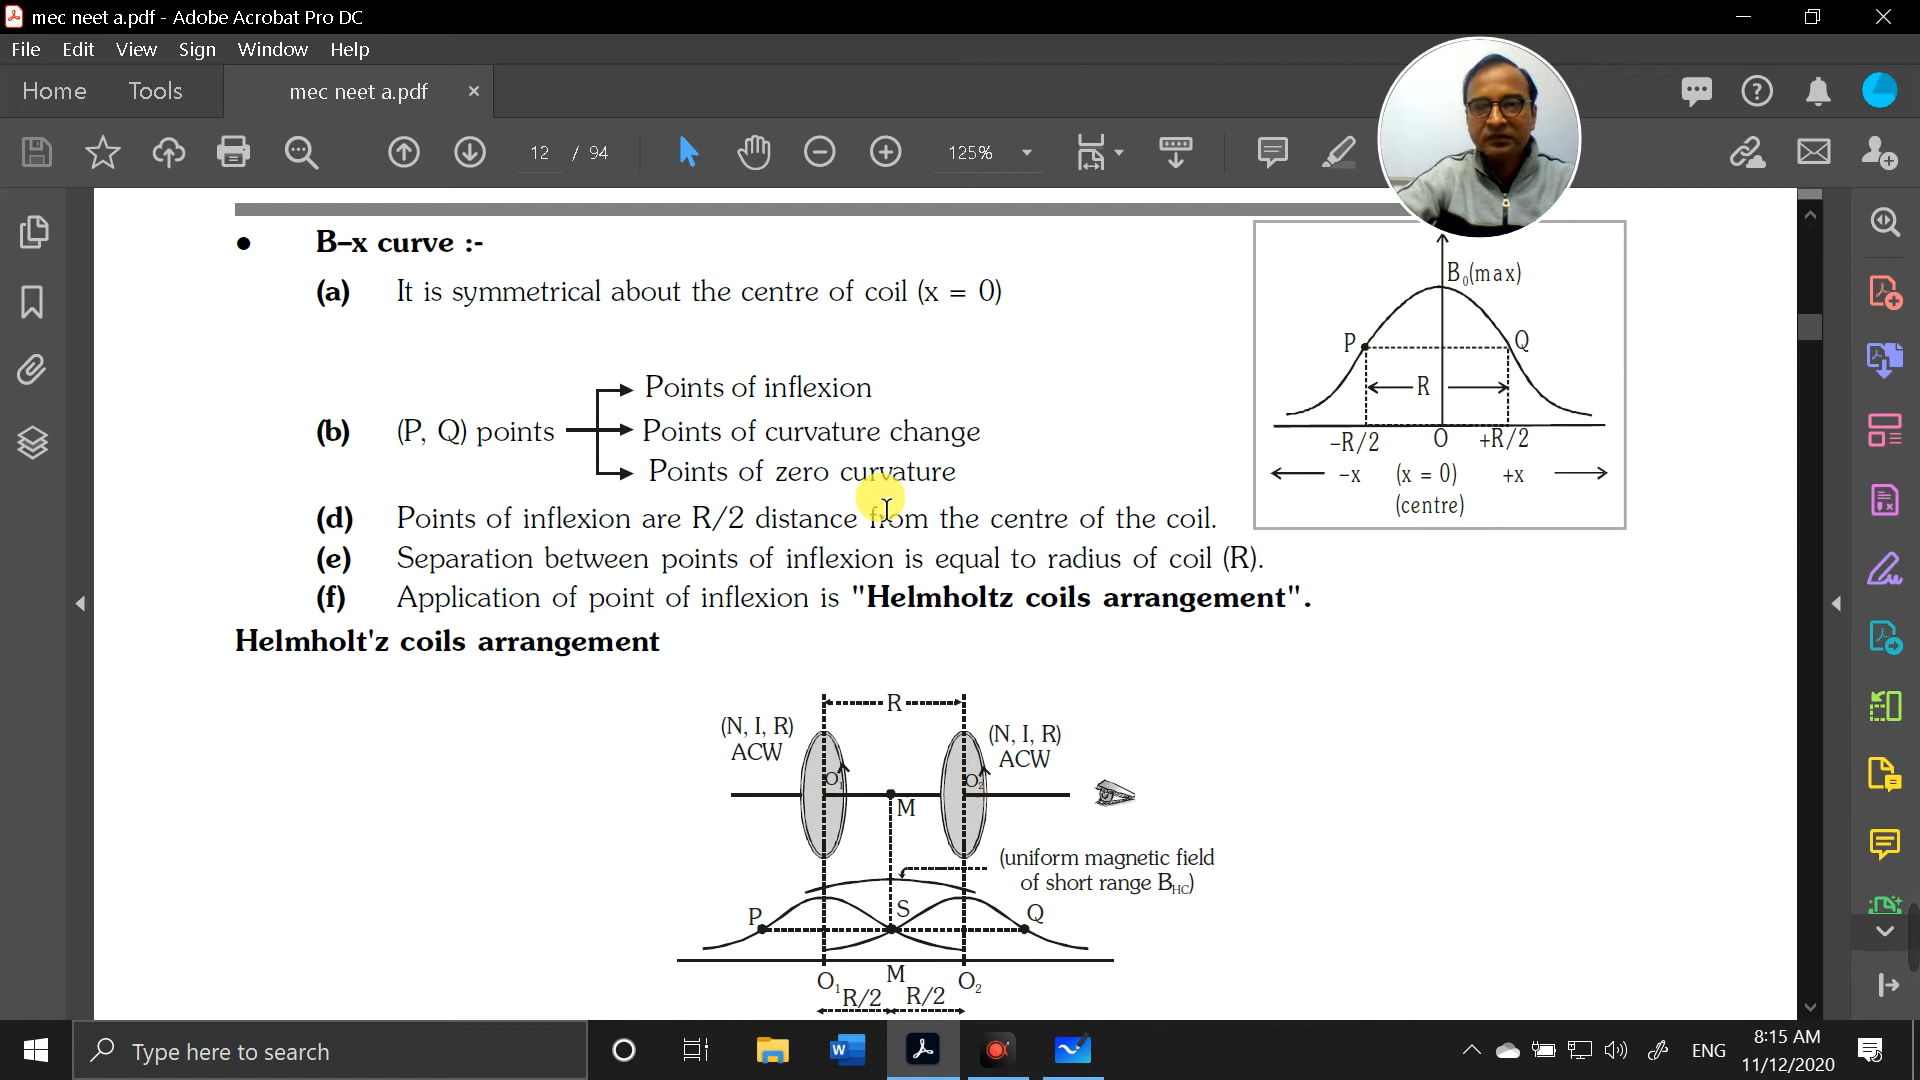 mec neet a.pdf - Adobe Acrobat Pro DC
File Edit View Sign Window Help
Home Tools mec neet a.pdf ×
12 / 94 125%
B–x curve :-
(a) It is symmetrical about the centre of coil (x = 0)
Points of inflexion
(b) (P, Q) points Points of curvature change
Points of zero curvature
(d) Points of inflexion are R/2 distance from the centre of the coil.
(e) Separation between points of inflexion is equal to radius of coil (R).
(f) Application of point of inflexion is "Helmholtz coils arrangement".
B₀(max)
P Q
R
–R/2 O +R/2
–x (x = 0) +x
(centre)
Helmholt'z coils arrangement
R
(N, I, R) (N, I, R)
ACW ACW
O₁ O₂
M
(uniform magnetic field
of short range B_HC)
P S Q
O₁ M O₂
R/2 R/2
Type here to search
ENG
8:15 AM
11/12/2020